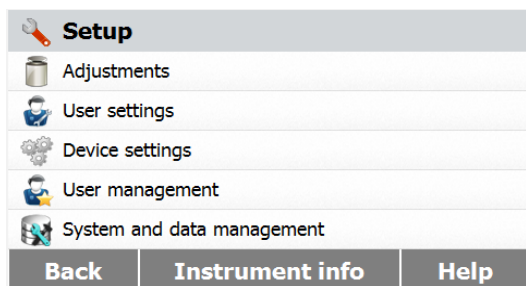 Setup
Adjustments
User settings
Device settings
User management
System and data management
Back Instrument info Help